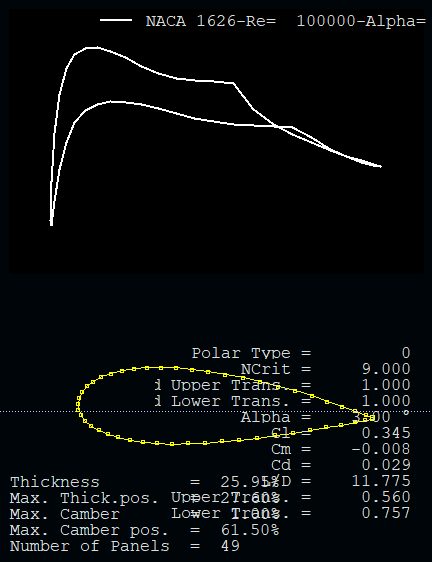 NACA 1626-Re= 100000-Alpha=
Polar Type = 0
NCrit = 9.000
d Upper Trans. = 1.000
d Lower Trans. = 1.000
Alpha = 3.00 °
Cl = 0.345
Cm = -0.008
Cd = 0.029
L/D = 11.775
Upper Trans. = 0.560
Lower Trans. = 0.757
Thickness = 25.95%
Max. Thick.pos. = 27.60%
Max. Camber =
Max. Camber pos. = 61.50%
Number of Panels = 49